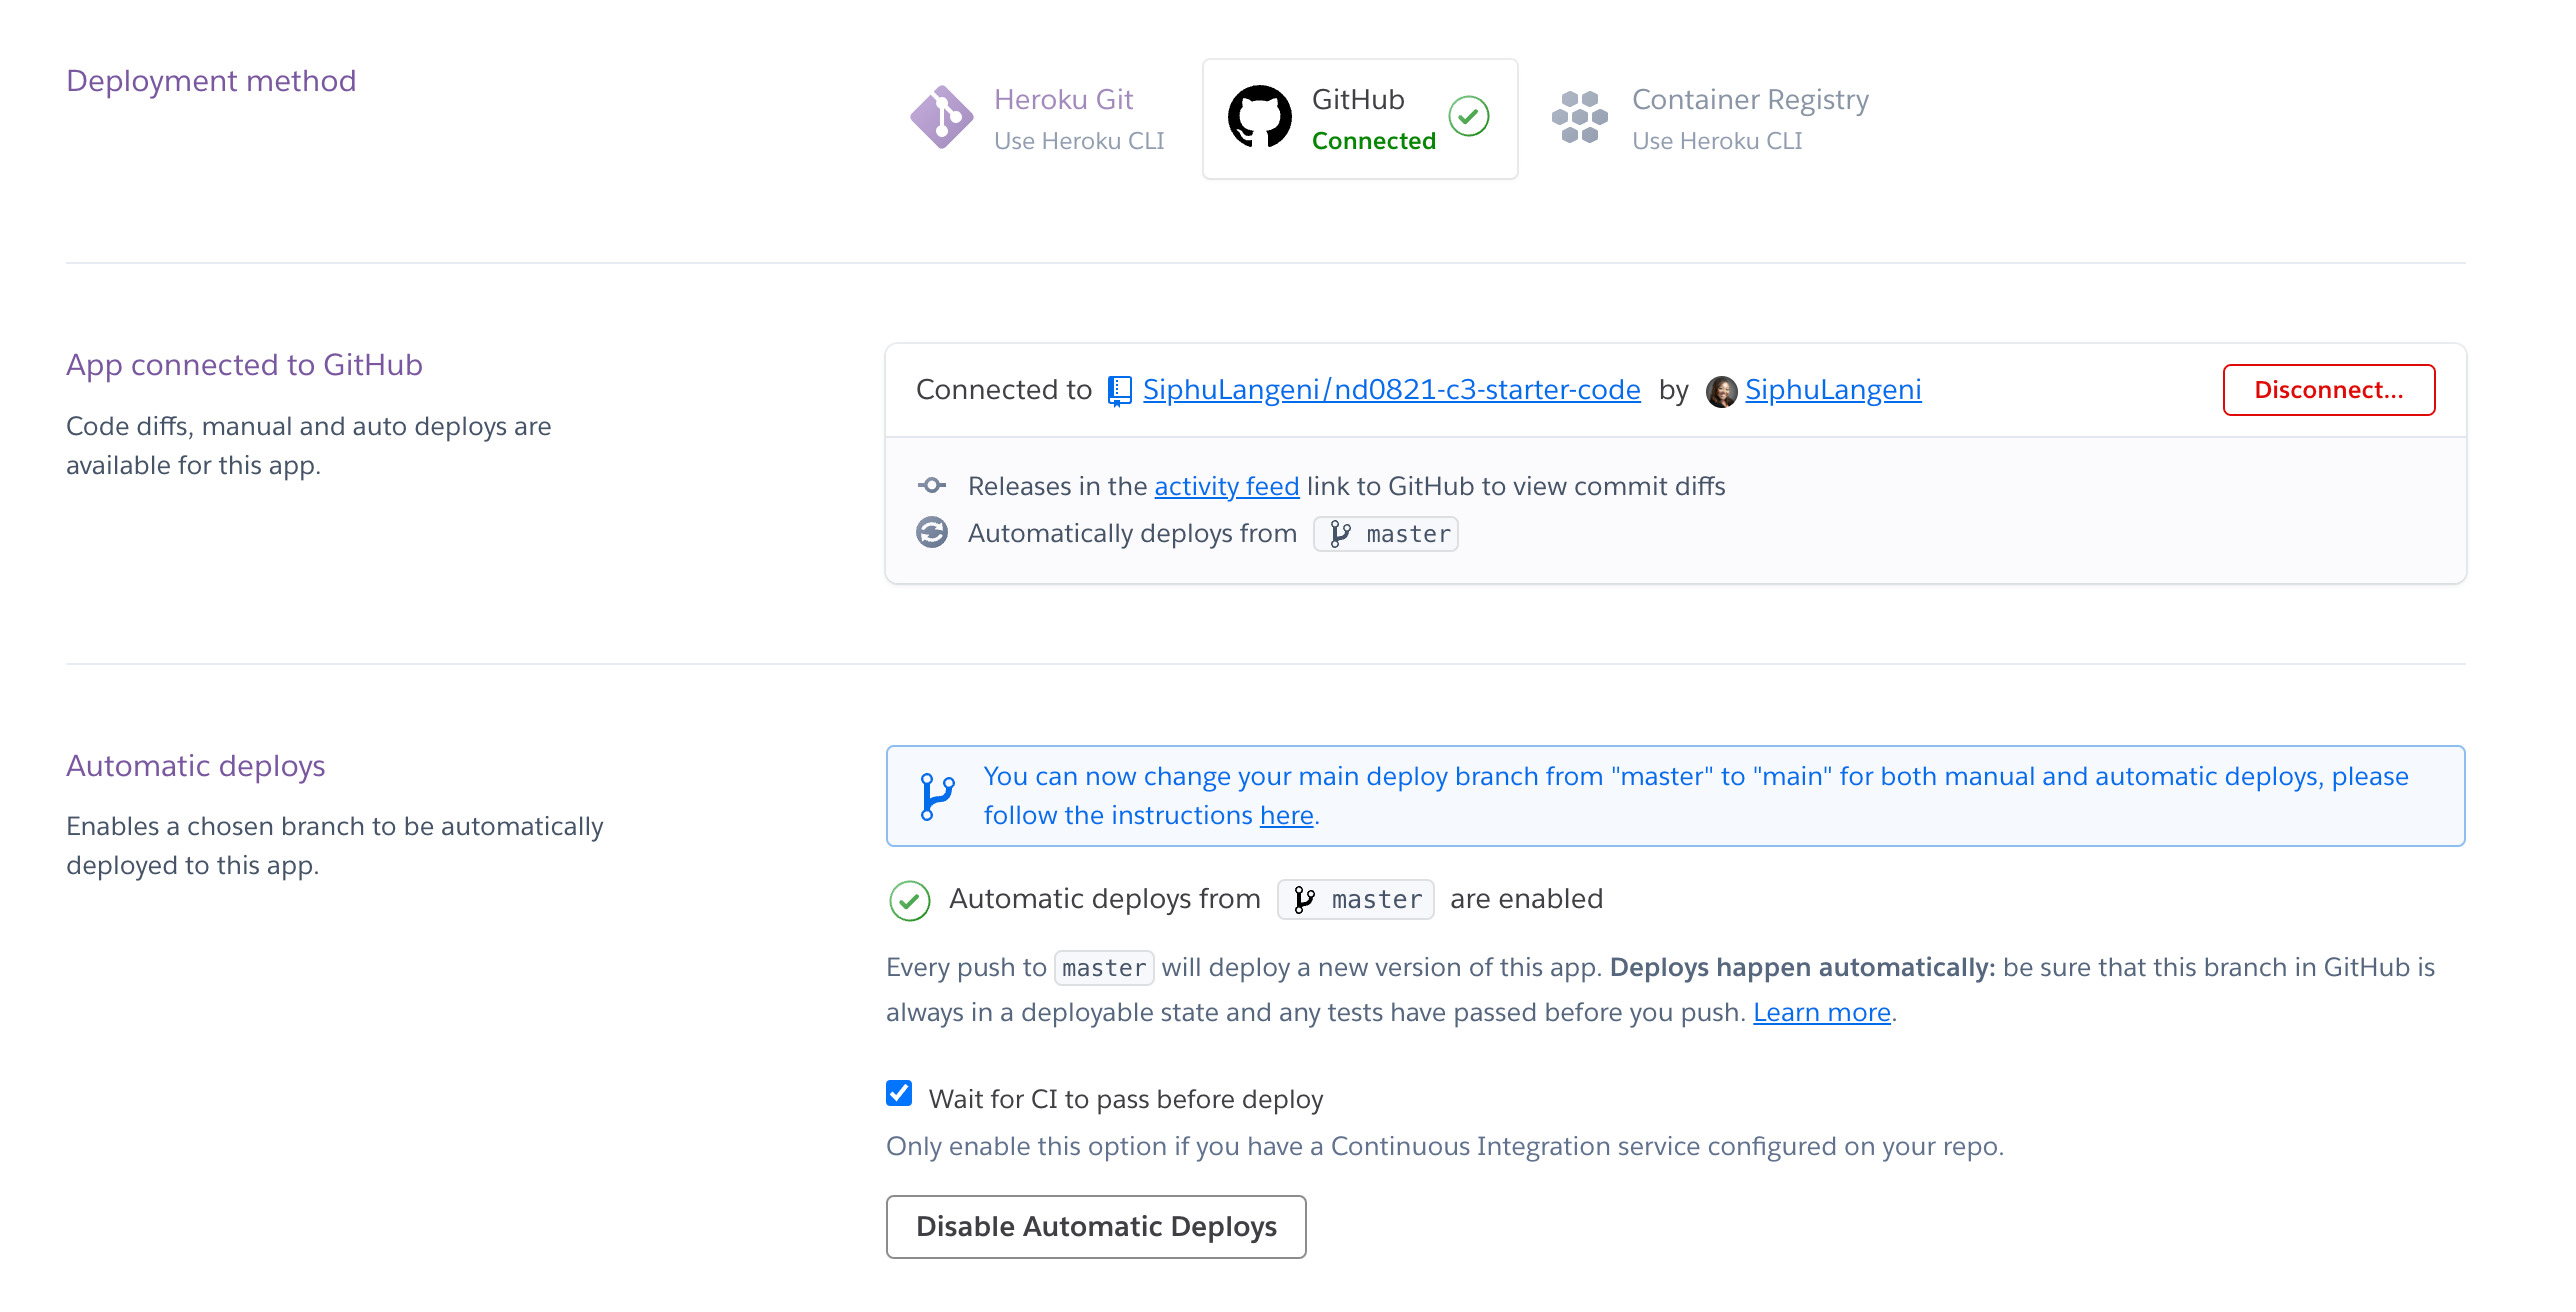 Deployment method
Heroku Git
Use Heroku CLI
GitHub
Connected
Container Registry
Use Heroku CLI
App connected to GitHub
Code diffs, manual and auto deploys are
available for this app.
Connected to SiphuLangeni/nd0821-c3-starter-code by SiphuLangeni
Disconnect...
Releases in the activity feed link to GitHub to view commit diffs
Automatically deploys from master
Automatic deploys
Enables a chosen branch to be automatically
deployed to this app.
You can now change your main deploy branch from "master" to "main" for both manual and automatic deploys, please
follow the instructions here.
Automatic deploys from master are enabled
Every push to master will deploy a new version of this app. Deploys happen automatically: be sure that this branch in GitHub is
always in a deployable state and any tests have passed before you push. Learn more.
Wait for CI to pass before deploy
Only enable this option if you have a Continuous Integration service configured on your repo.
Disable Automatic Deploys